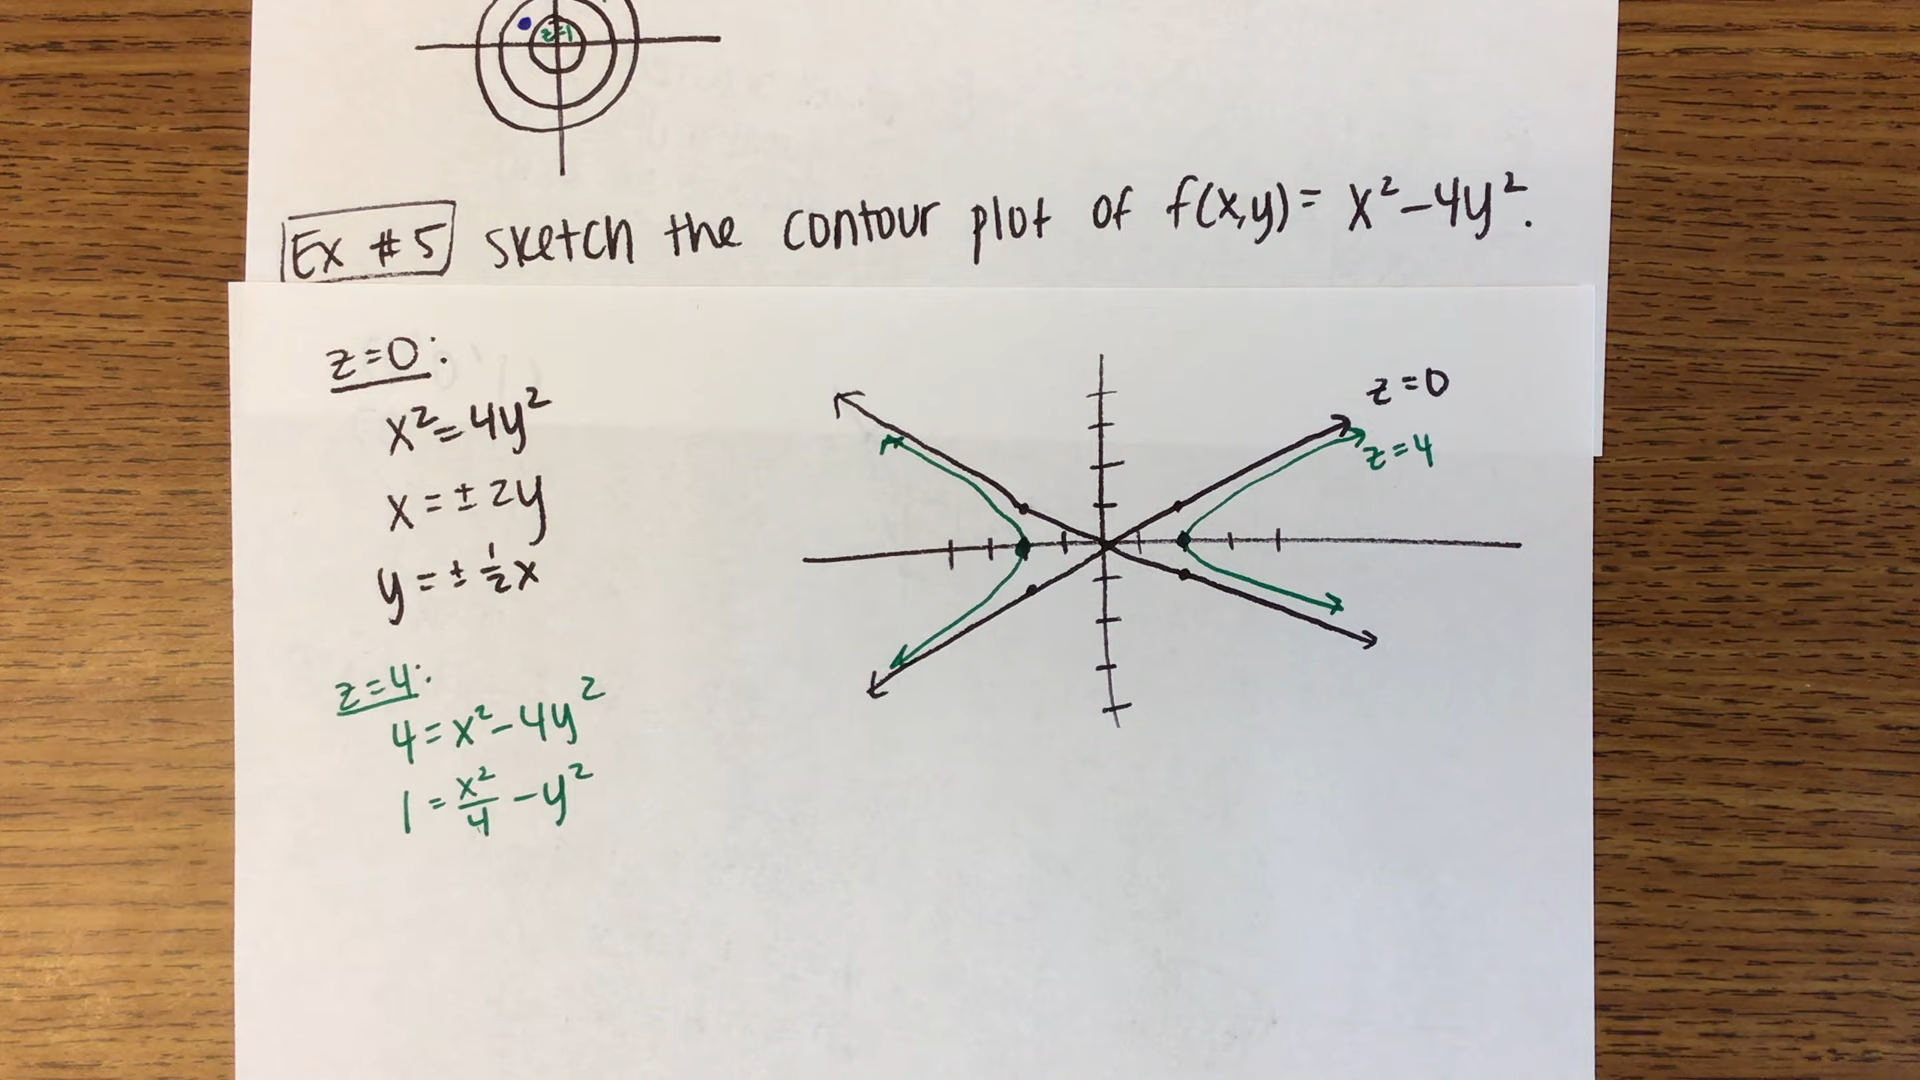 z=1
Ex #5 sketch the contour plot of f(x,y) = x²-4y².
z=0:
x²=4y²
x=±2y
y=±½x
z=4:
4=x²-4y²
1=x²/4-y²
z=0
z=4